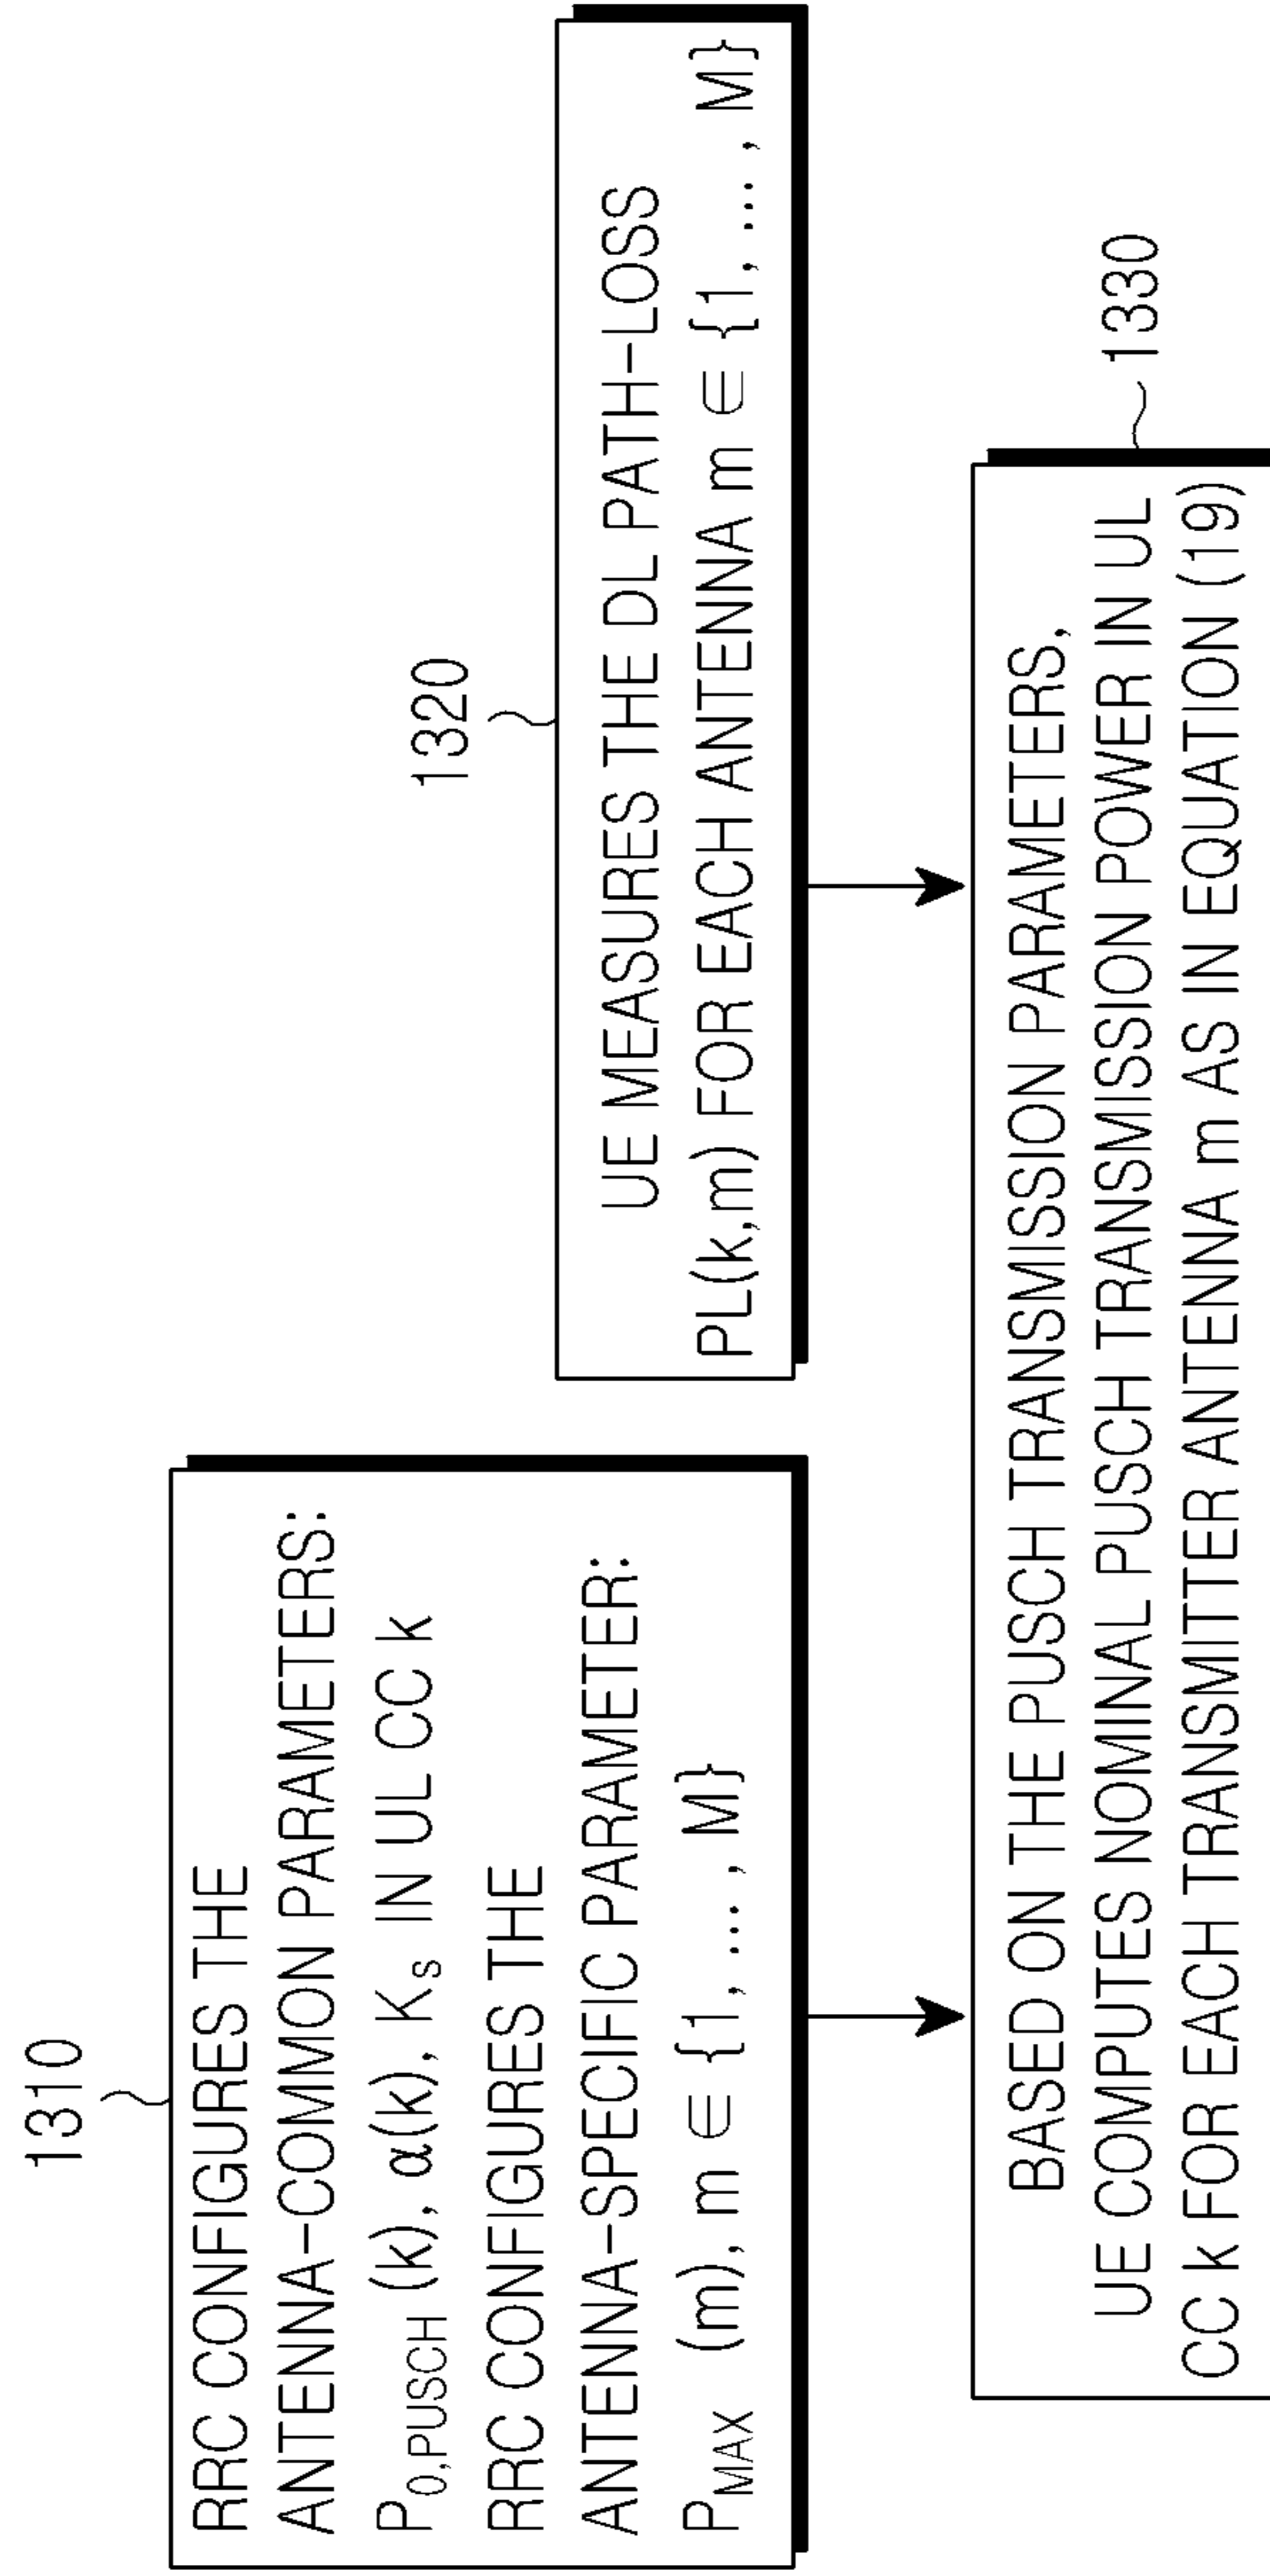 1310
RRC CONFIGURES THE
ANTENNA-COMMON PARAMETERS:
P0,PUSCH (k), α(k), Ks IN UL CC k
RRC CONFIGURES THE
ANTENNA-SPECIFIC PARAMETER:
PMAX (m), m ∈ {1, ... , M}
1320
UE MEASURES THE DL PATH-LOSS
PL(k,m) FOR EACH ANTENNA m ∈ {1, ... , M}
BASED ON THE PUSCH TRANSMISSION PARAMETERS,
UE COMPUTES NOMINAL PUSCH TRANSMISSION POWER IN UL
CC k FOR EACH TRANSMITTER ANTENNA m AS IN EQUATION (19)
1330